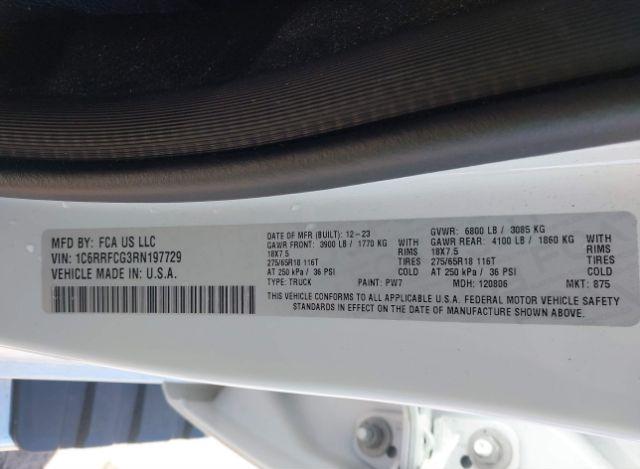 MFD BY: FCA US LLC
VIN: 1C6RRFCG3RN197729
VEHICLE MADE IN: U.S.A.
DATE OF MFR (BUILT): 12-23 GVWR: 6800 LB / 3085 KG
GAWR FRONT: 3900 LB / 1770 KG WITH GAWR REAR: 4100 LB / 1860 KG WITH
18X7.5 RIMS 18X7.5 RIMS
275/65R18 116T TIRES 275/65R18 116T TIRES
AT 250 kPa / 36 PSI COLD AT 250 kPa / 36 PSI COLD
TYPE: TRUCK PAINT: PW7 MDH: 120806 MKT: 875
THIS VEHICLE CONFORMS TO ALL APPLICABLE U.S.A. FEDERAL MOTOR VEHICLE SAFETY
STANDARDS IN EFFECT ON THE DATE OF MANUFACTURE SHOWN ABOVE.